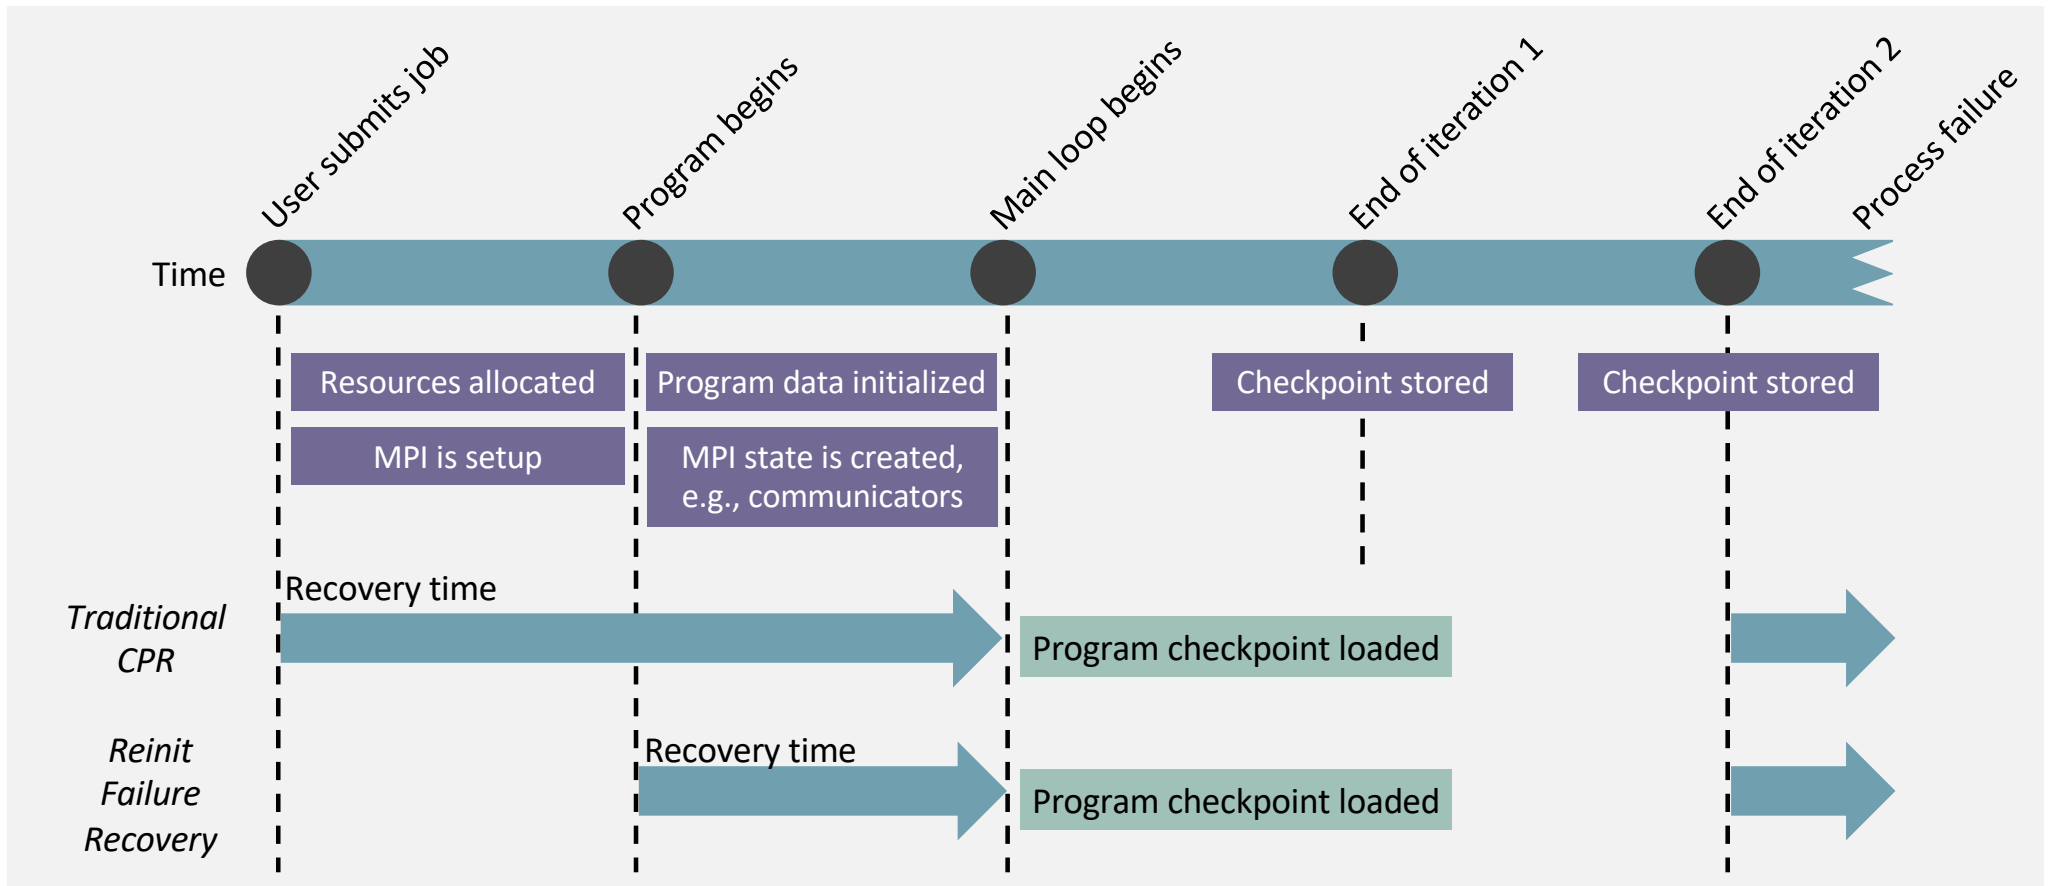 User submits job
Program begins
Main loop begins
End of iteration 1
End of iteration 2
Process failure
Time
Resources allocated
Program data initialized
Checkpoint stored
Checkpoint stored
MPI is setup
MPI state is created,
e.g., communicators
Recovery time
Traditional
CPR
Program checkpoint loaded
Recovery time
Reinit
Failure
Recovery
Program checkpoint loaded